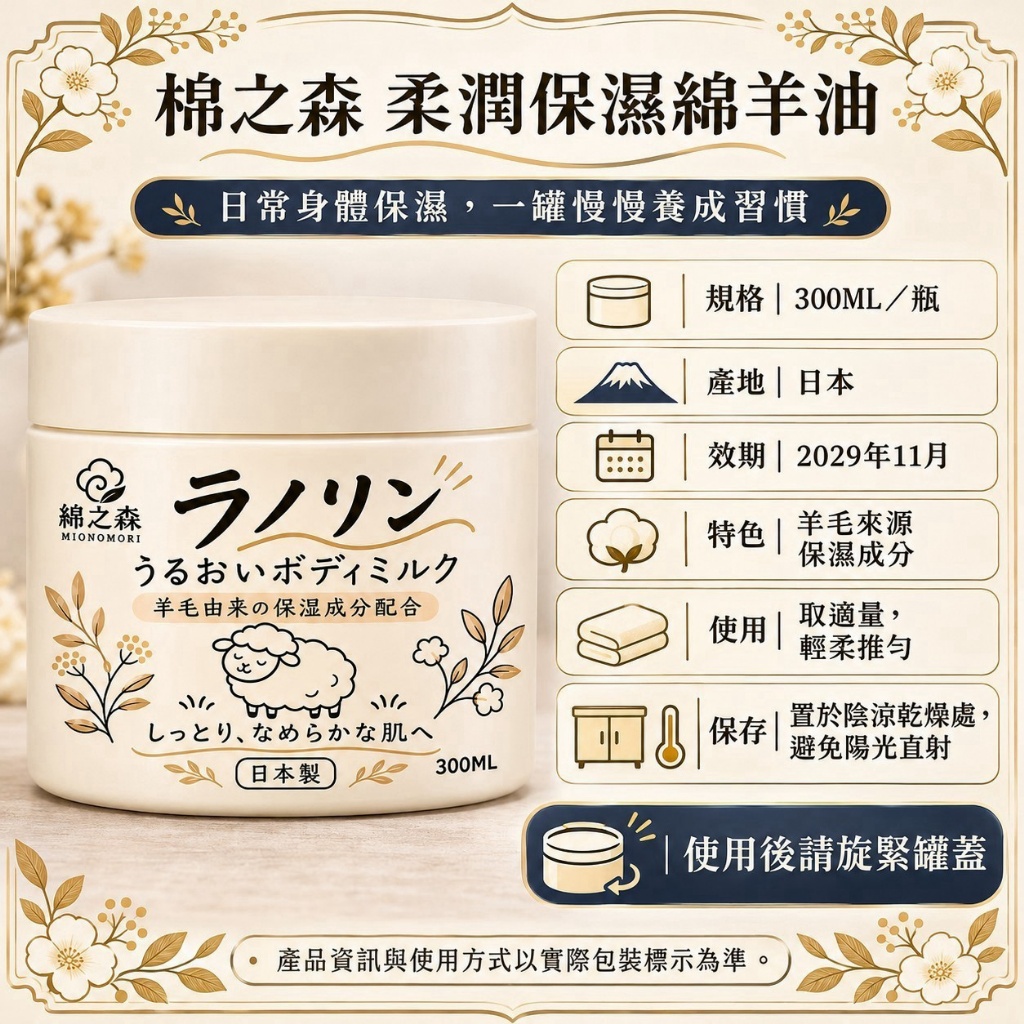 棉之森 柔潤保濕綿羊油
日常身體保濕，一罐慢慢養成習慣
規格｜300ML／瓶
產地｜日本
效期｜2029年11月
特色｜羊毛來源
保濕成分
使用｜取適量，
輕柔推勻
保存｜置於陰涼乾燥處，
避免陽光直射
｜使用後請旋緊罐蓋
綿之森
MIONOMORI
ラノリン
うるおいボディミルク
羊毛由来の保湿成分配合
しっとり、なめらかな肌へ
日本製
300ML
・產品資訊與使用方式以實際包裝標示為準。